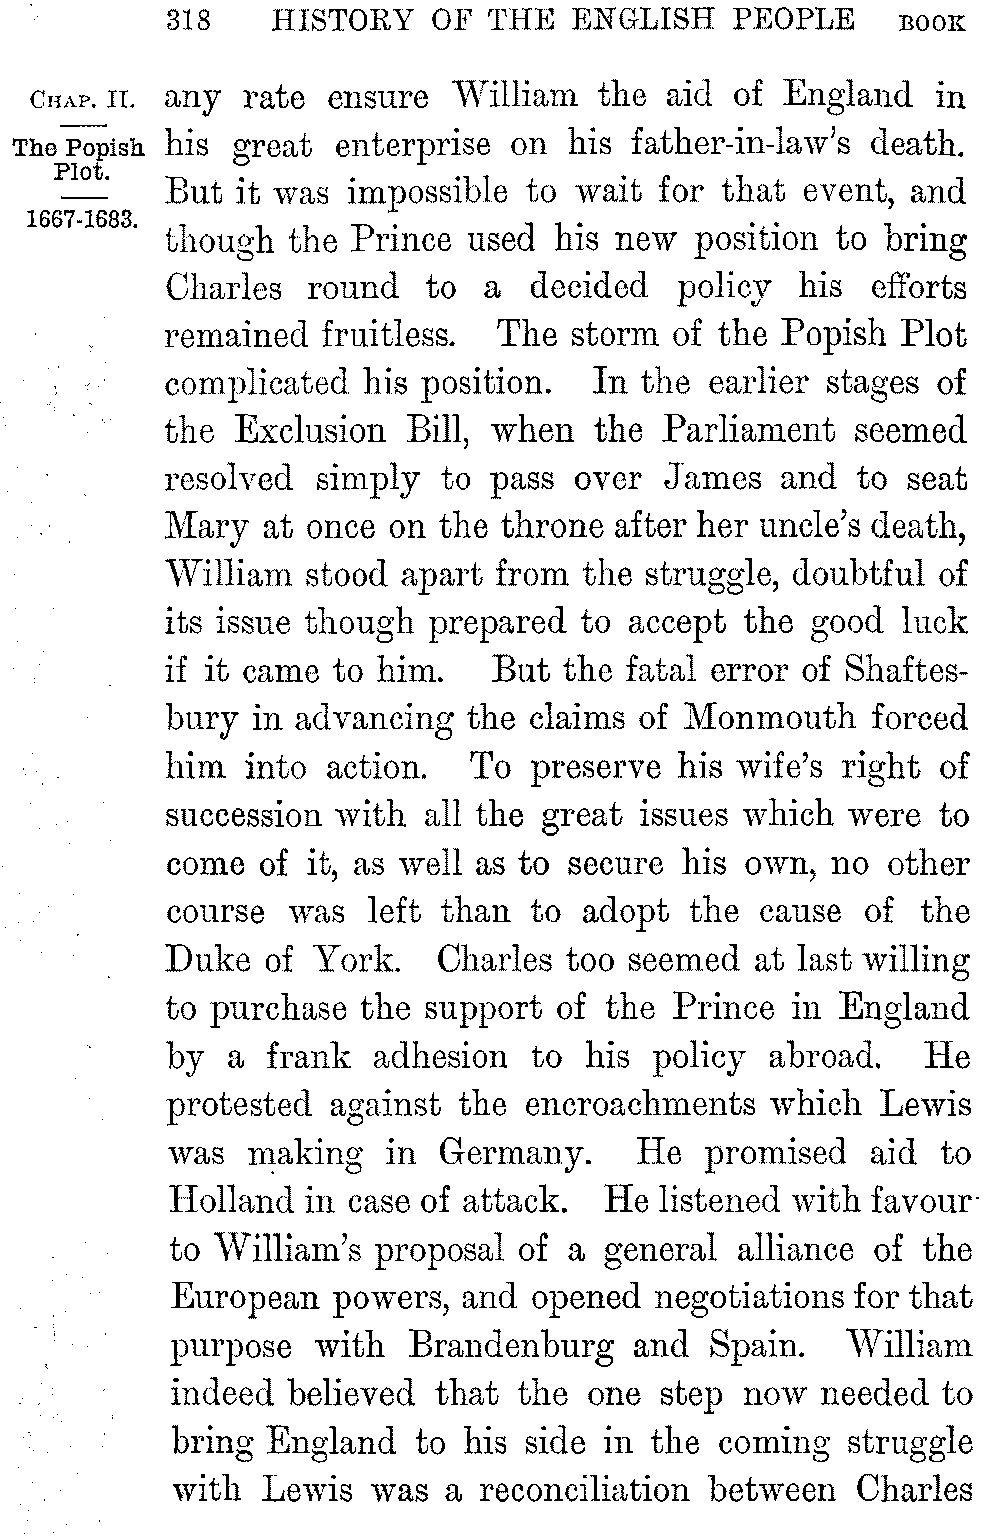 318 HISTORY OF THE ENGLISH PEOPLE BOOK
CHAP. II.
The Popish
Plot.
1667-1683.
any rate ensure William the aid of England in
his great enterprise on his father-in-law's death.
But it was impossible to wait for that event, and
though the Prince used his new position to bring
Charles round to a decided policy his efforts
remained fruitless. The storm of the Popish Plot
complicated his position. In the earlier stages of
the Exclusion Bill, when the Parliament seemed
resolved simply to pass over James and to seat
Mary at once on the throne after her uncle's death,
William stood apart from the struggle, doubtful of
its issue though prepared to accept the good luck
if it came to him. But the fatal error of Shaftes-
bury in advancing the claims of Monmouth forced
him into action. To preserve his wife's right of
succession with all the great issues which were to
come of it, as well as to secure his own, no other
course was left than to adopt the cause of the
Duke of York. Charles too seemed at last willing
to purchase the support of the Prince in England
by a frank adhesion to his policy abroad. He
protested against the encroachments which Lewis
was making in Germany. He promised aid to
Holland in case of attack. He listened with favour
to William's proposal of a general alliance of the
European powers, and opened negotiations for that
purpose with Brandenburg and Spain. William
indeed believed that the one step now needed to
bring England to his side in the coming struggle
with Lewis was a reconciliation between Charles